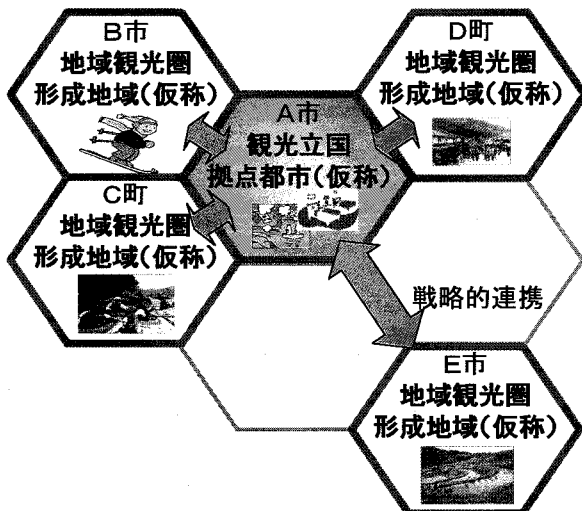 B市
地域観光圏
形成地域(仮称)
D町
地域観光圏
形成地域(仮称)
A市
観光立国
拠点都市(仮称)
C町
地域観光圏
形成地域(仮称)
戦略的連携
E市
地域観光圏
形成地域(仮称)